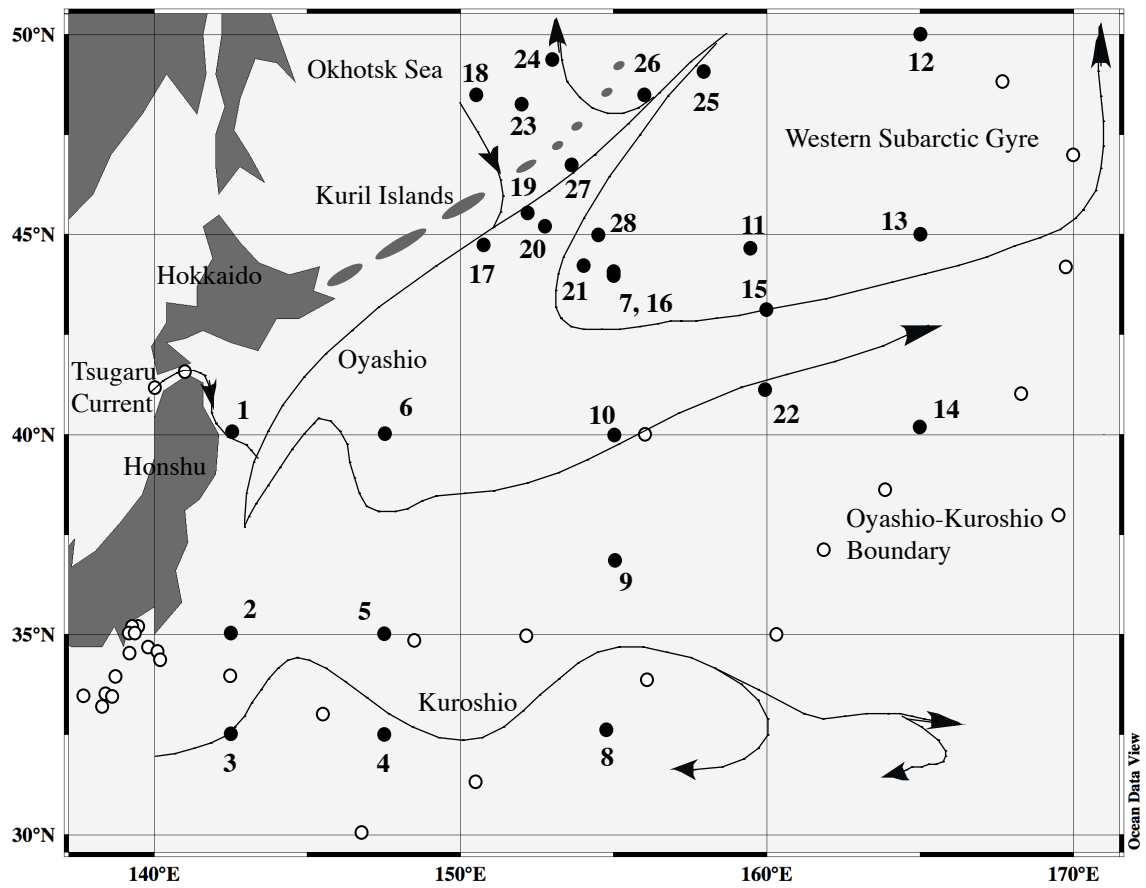 50°N
45°N
40°N
35°N
30°N
140°E
150°E
160°E
170°E
Okhotsk Sea
18
24
26
12
23
25
Western Subarctic Gyre
Kuril Islands
19
27
20
28
11
13
17
Hokkaido
21
7, 16
15
Oyashio
Tsugaru
Current
1
6
10
22
14
Honshu
Oyashio-Kuroshio
Boundary
9
2
5
Kuroshio
3
4
8
Ocean Data View